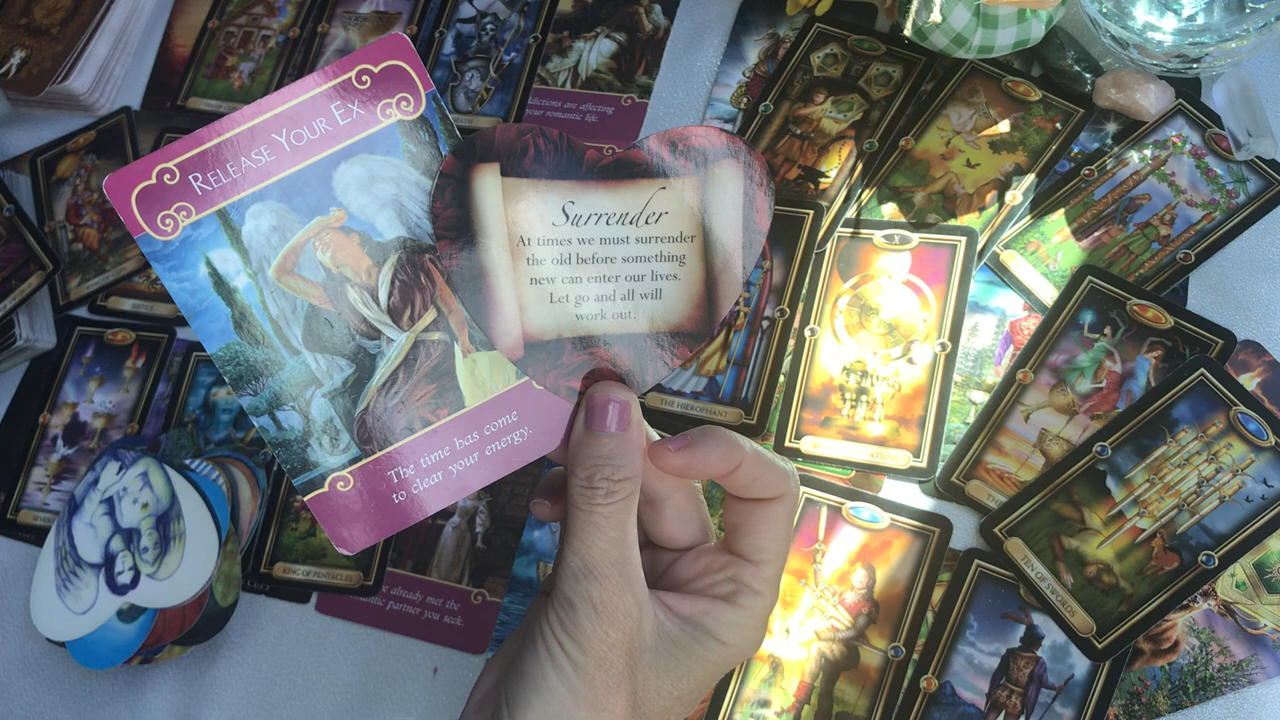 RELEASE YOUR EX
The time has come
to clear your energy.
Surrender
At times we must surrender
the old before something
new can enter our lives.
Let go and all will
work out.
dictions are affecting
your romantic life.
THE HIEROPHANT
X
TEN OF SWORDS
KING OF PENTACLES
already met the
partner you seek.